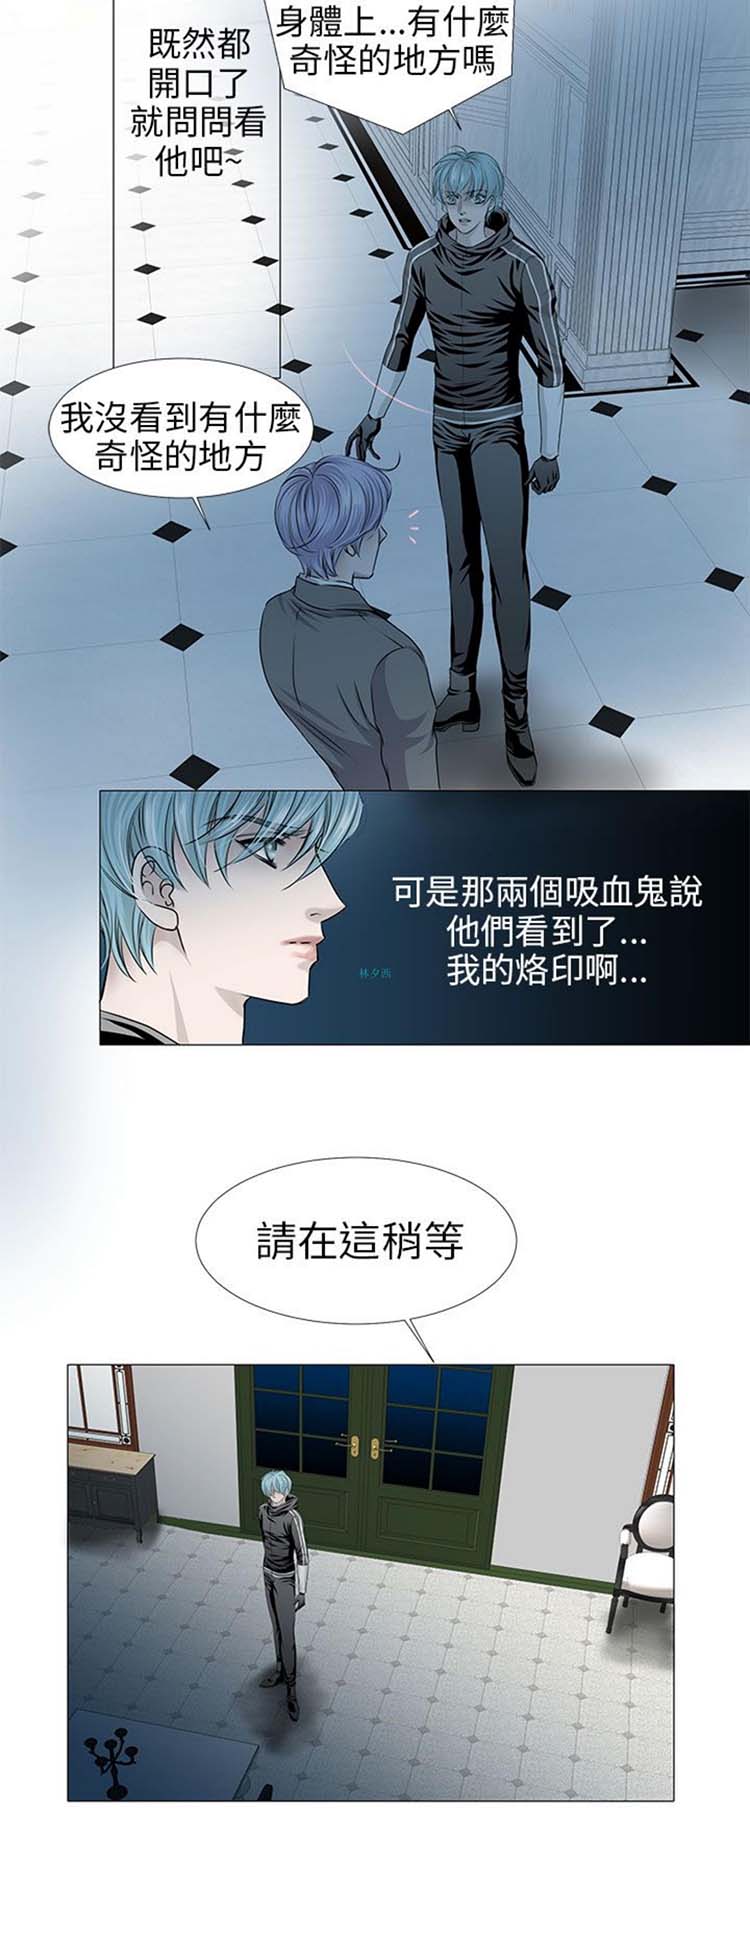 既然都
開口了
就問問看
他吧~
身體上...有什麼
奇怪的地方嗎
我沒看到有什麼
奇怪的地方
可是那兩個吸血鬼說
他們看到了...
我的烙印啊...
林夕西
請在這稍等